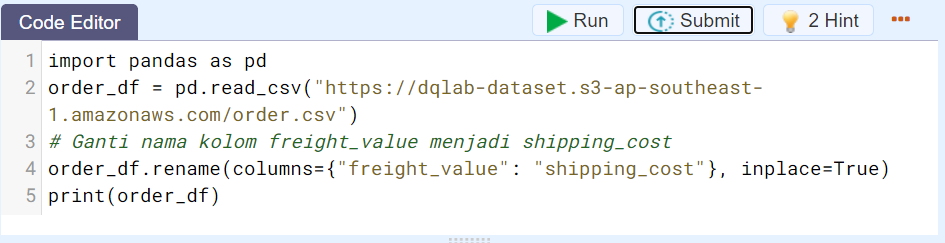 Code Editor Run Submit 2 Hint
1 import pandas as pd
2 order_df = pd.read_csv("https://dqlab-dataset.s3-ap-southeast-
1.amazonaws.com/order.csv")
3 # Ganti nama kolom freight_value menjadi shipping_cost
4 order_df.rename(columns={"freight_value": "shipping_cost"}, inplace=True)
5 print(order_df)